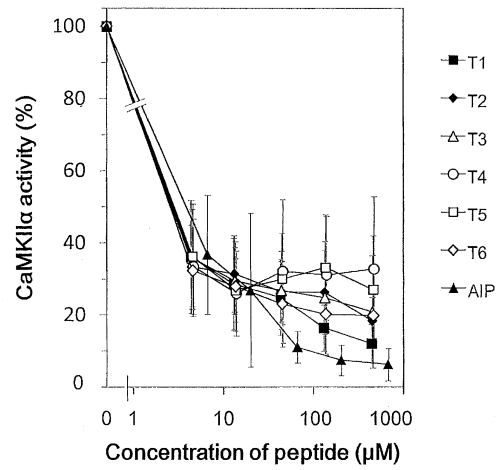 100
80
60
40
20
0
CaMKIIα activity (%)
0 1 10 100 1000
Concentration of peptide (µM)
T1
T2
T3
T4
T5
T6
AIP